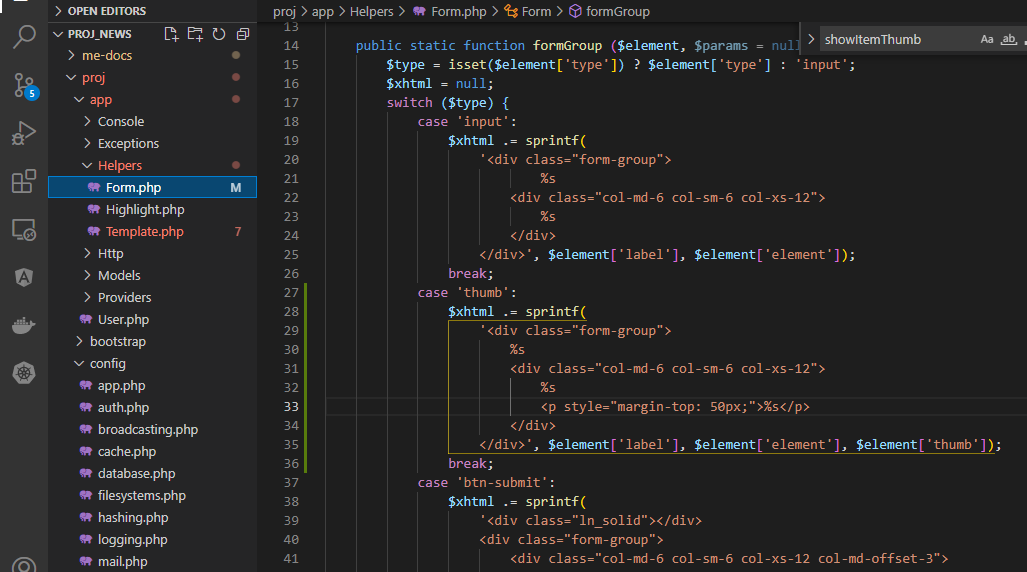 OPEN EDITORS
PROJ_NEWS
me-docs
proj
app
Console
Exceptions
Helpers
Form.php M
Highlight.php
Template.php 7
Http
Models
Providers
User.php
bootstrap
config
app.php
auth.php
broadcasting.php
cache.php
database.php
filesystems.php
hashing.php
logging.php
mail.php
5
proj > app > Helpers > Form.php > Form > formGroup
showItemThumb Aa ab
13
14 public static function formGroup ($element, $params = null
15 $type = isset($element['type']) ? $element['type'] : 'input';
16 $xhtml = null;
17 switch ($type) {
18 case 'input':
19 $xhtml .= sprintf(
20 '<div class="form-group">
21 %s
22 <div class="col-md-6 col-sm-6 col-xs-12">
23 %s
24 </div>
25 </div>', $element['label'], $element['element']);
26 break;
27 case 'thumb':
28 $xhtml .= sprintf(
29 '<div class="form-group">
30 %s
31 <div class="col-md-6 col-sm-6 col-xs-12">
32 %s
33 <p style="margin-top: 50px;">%s</p>
34 </div>
35 </div>', $element['label'], $element['element'], $element['thumb']);
36 break;
37 case 'btn-submit':
38 $xhtml .= sprintf(
39 '<div class="ln_solid"></div>
40 <div class="form-group">
41 <div class="col-md-6 col-sm-6 col-xs-12 col-md-offset-3">